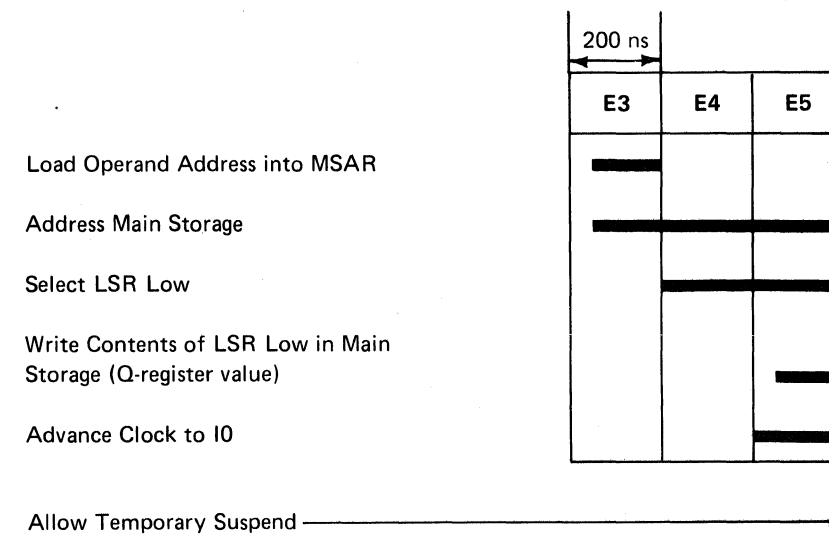 200 ns
E3 E4 E5
Load Operand Address into MSAR
Address Main Storage
Select LSR Low
Write Contents of LSR Low in Main
Storage (Q-register value)
Advance Clock to I0
Allow Temporary Suspend